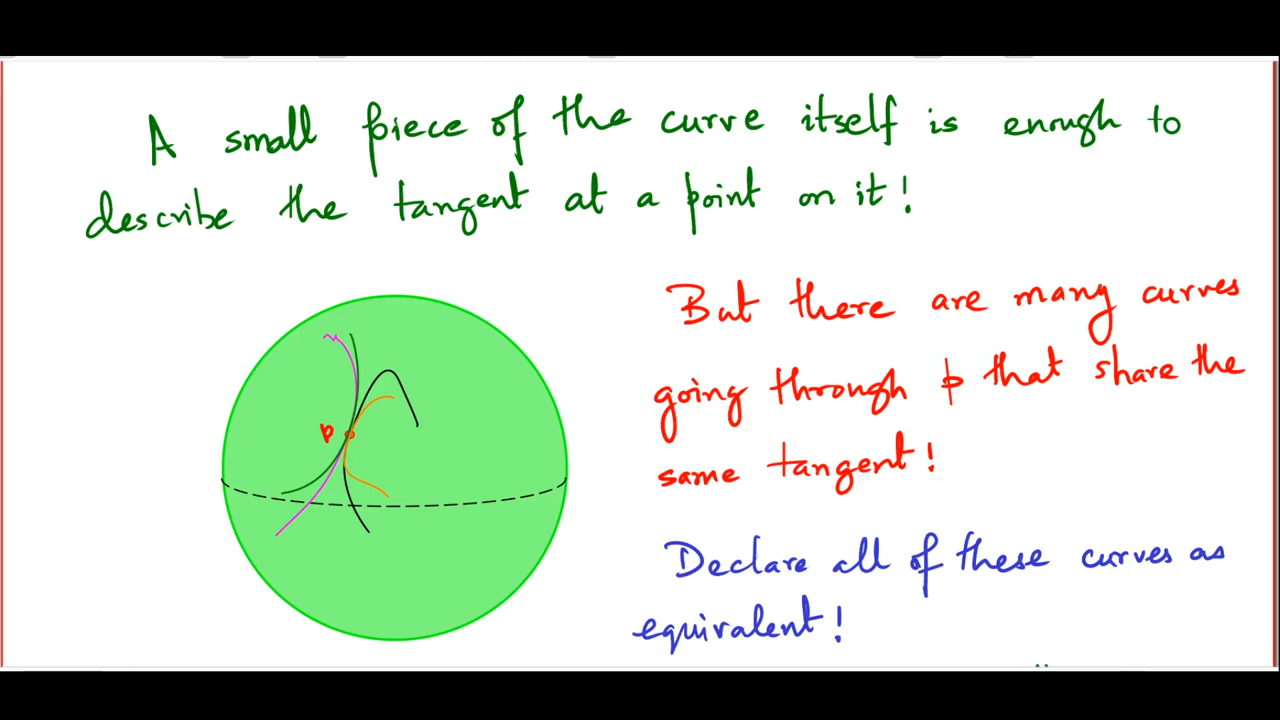 A small piece of the curve itself is enough to
describe the tangent at a point on it!
But there are many curves
going through p that share the
same tangent!
p
Declare all of these curves as
equivalent!